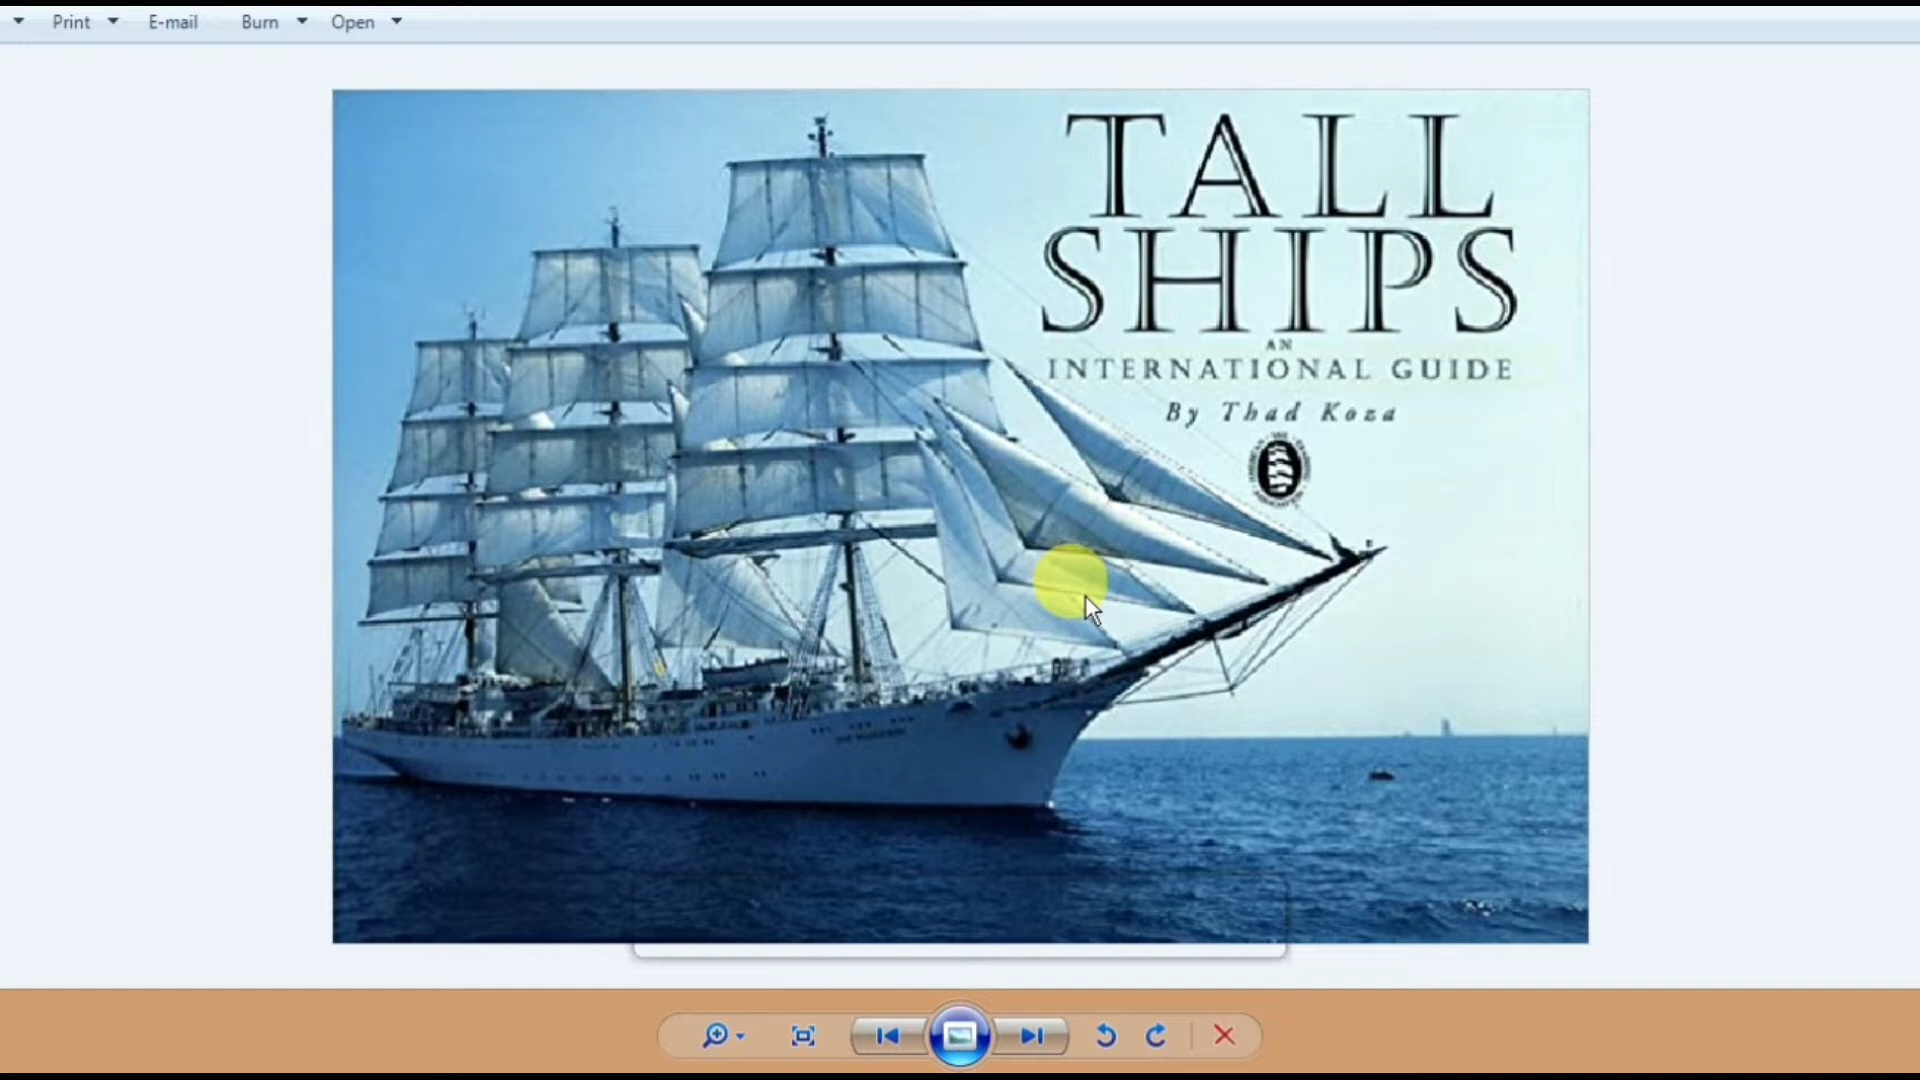 Print E-mail Burn Open
TALL
SHIPS
AN
INTERNATIONAL GUIDE
By Thad Koza